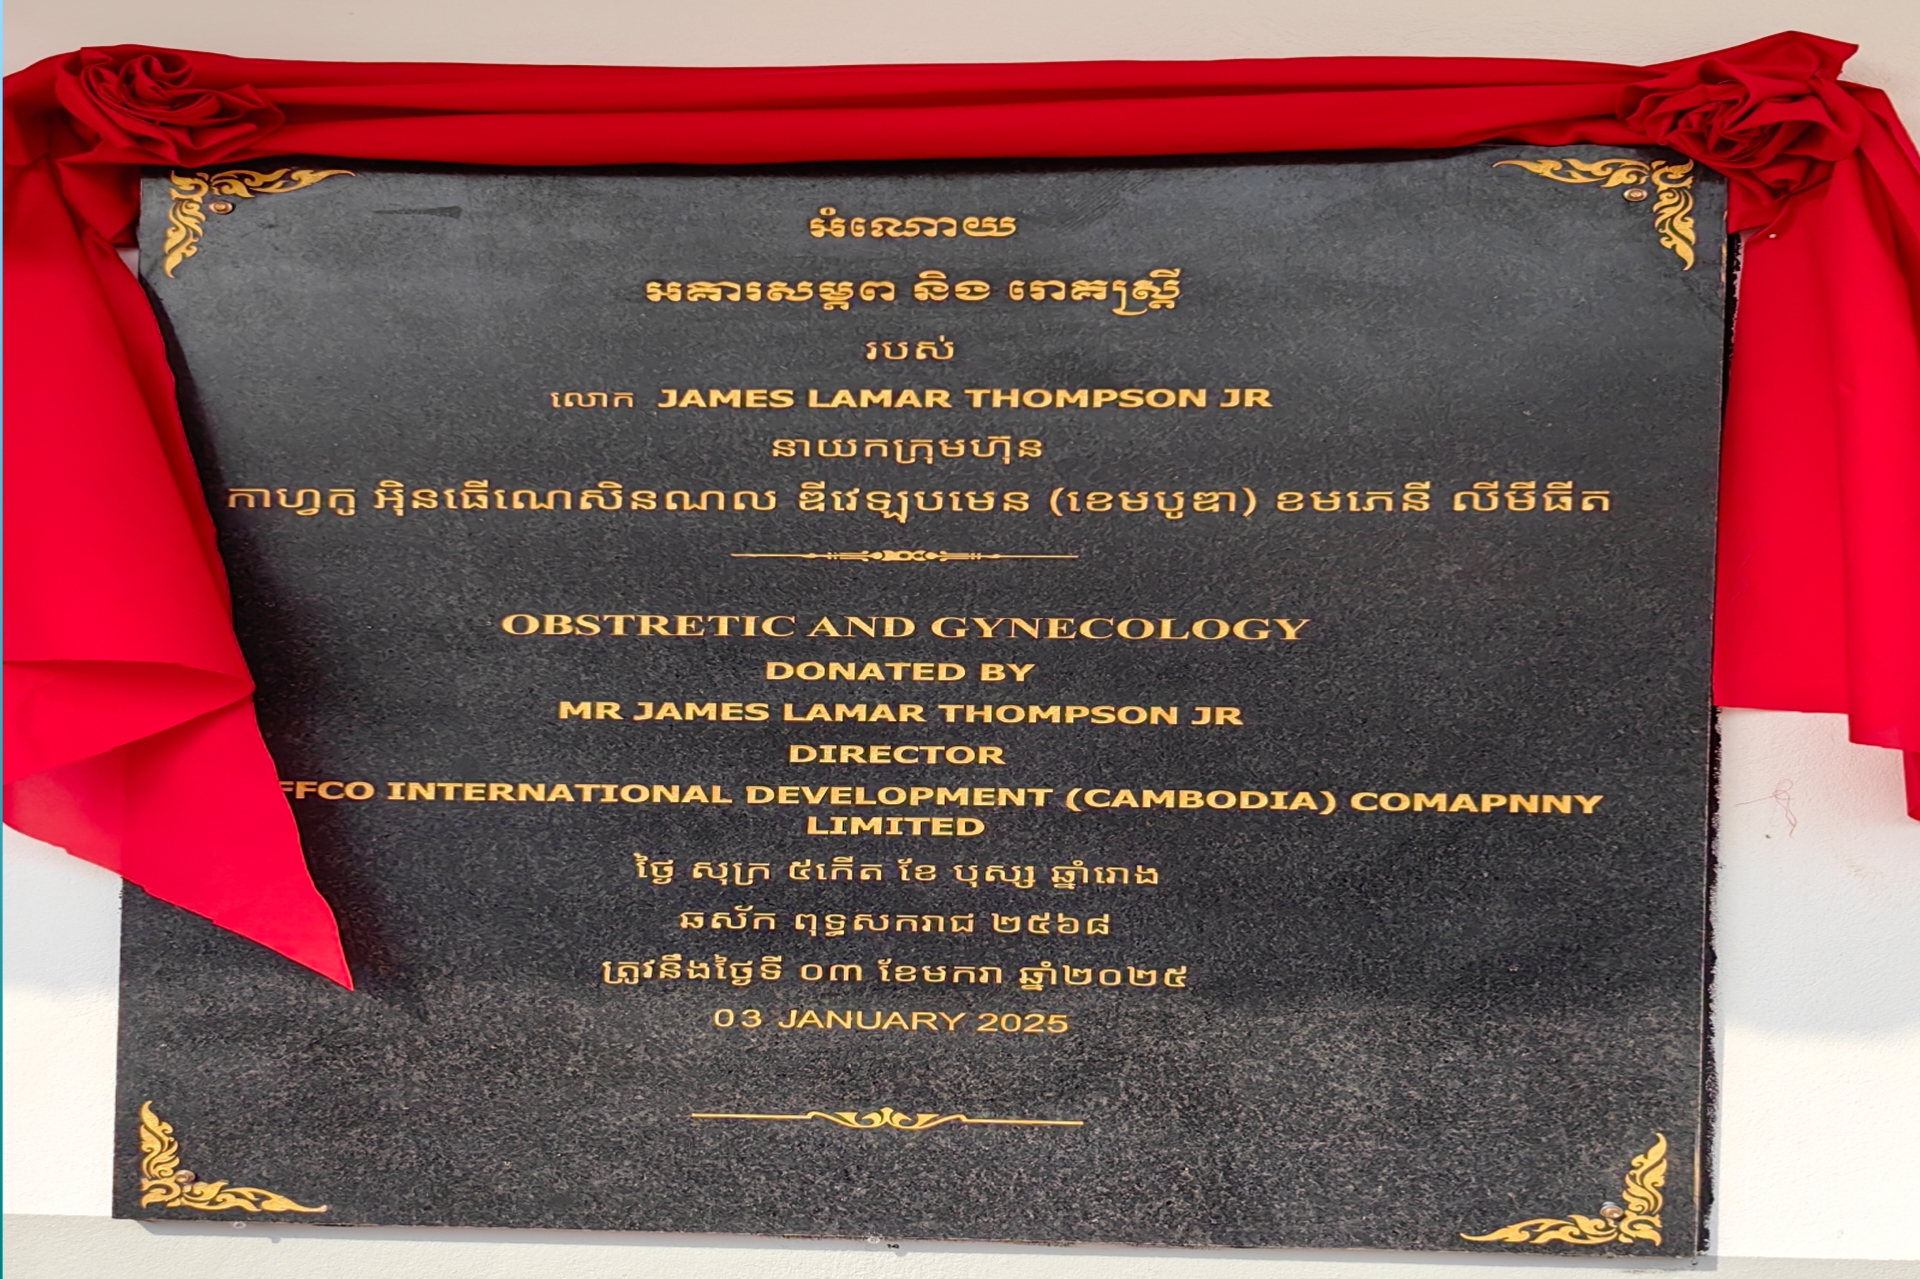 អំណោយ
អគារសម្ភព និង រោគស្ត្រី
របស់
លោក JAMES LAMAR THOMPSON JR
នាយកក្រុមហ៊ុន
កាហ្វកូ អ៊ិនធើណេសិនណល ឌីវេឡុបមេន (ខេមបូឌា) ខមភេនី លីមីធីត
OBSTRETIC AND GYNECOLOGY
DONATED BY
MR JAMES LAMAR THOMPSON JR
DIRECTOR
FFCO INTERNATIONAL DEVELOPMENT (CAMBODIA) COMAPNNY
LIMITED
ថ្ងៃ សុក្រ ៥កើត ខែ បុស្ស ឆ្នាំរោង
ឆស័ក ពុទ្ធសករាជ ២៥៦៨
ត្រូវនឹងថ្ងៃទី ០៣ ខែមករា ឆ្នាំ២០២៥
03 JANUARY 2025